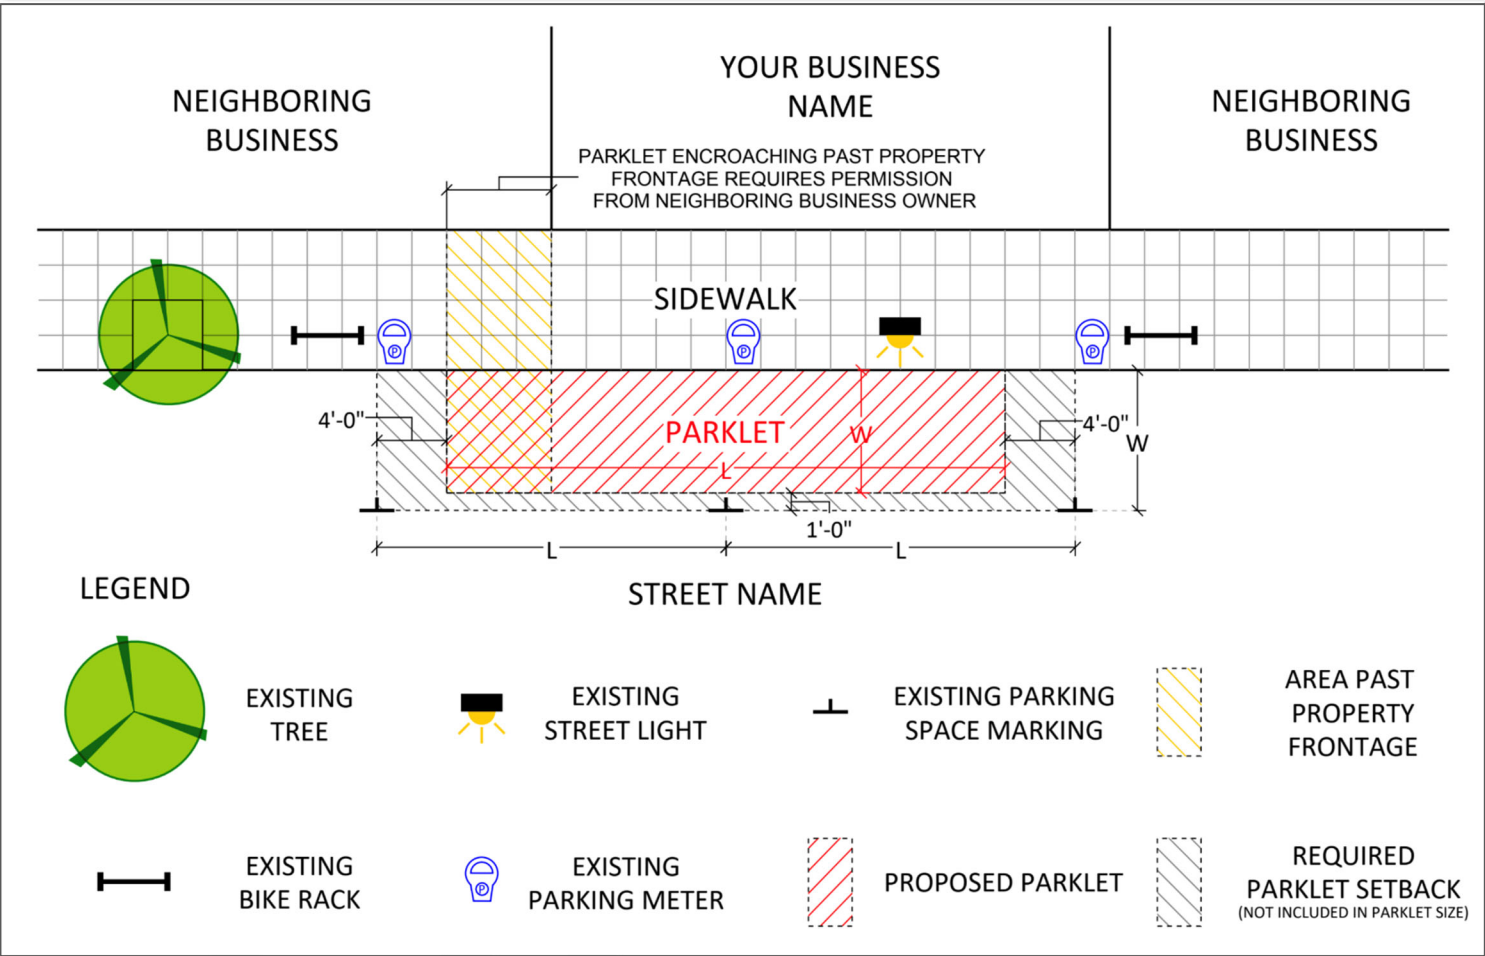 NEIGHBORING
BUSINESS
YOUR BUSINESS
NAME
NEIGHBORING
BUSINESS
PARKLET ENCROACHING PAST PROPERTY
FRONTAGE REQUIRES PERMISSION
FROM NEIGHBORING BUSINESS OWNER
SIDEWALK
P
P
P
4'-0"
PARKLET
W
4'-0"
W
L
1'-0"
L
L
LEGEND
STREET NAME
EXISTING
TREE
EXISTING
STREET LIGHT
EXISTING PARKING
SPACE MARKING
AREA PAST
PROPERTY
FRONTAGE
EXISTING
BIKE RACK
P
EXISTING
PARKING METER
PROPOSED PARKLET
REQUIRED
PARKLET SETBACK
(NOT INCLUDED IN PARKLET SIZE)